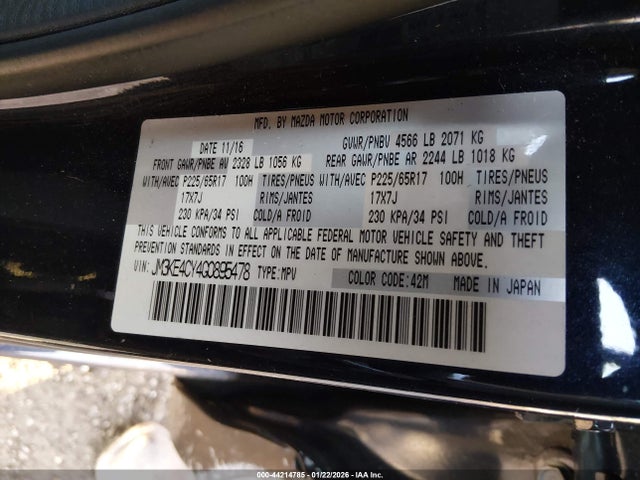 MFD. BY MAZDA MOTOR CORPORATION
DATE 11/16 GVWR/PNBV 4566 LB 2071 KG
FRONT GAWR/PNBE AV 2328 LB 1056 KG REAR GAWR/PNBE AR 2244 LB 1018 KG
WITH/AVEC P225/65R17 100H TIRES/PNEUS WITH/AVEC P225/65R17 100H TIRES/PNEUS
17X7J RIMS/JANTES 17X7J RIMS/JANTES
230 KPA/34 PSI COLD/A FROID 230 KPA/34 PSI COLD/A FROID
THIS VEHICLE CONFORMS TO ALL APPLICABLE FEDERAL MOTOR VEHICLE SAFETY AND THEFT
PREVENTION STANDARDS IN EFFECT ON THE DATE OF MANUFACTURE SHOWN ABOVE.
VIN: JM3KE4CY4G0895478 TYPE:MPV COLOR CODE:42M MADE IN JAPAN
000-44214785 - 01/22/2026 - IAA Inc.